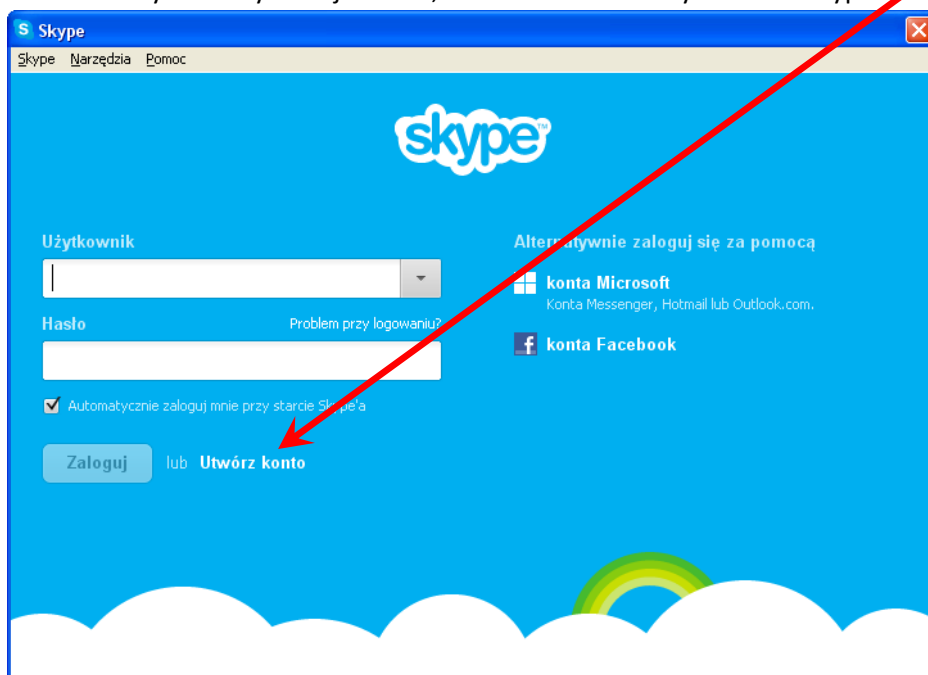 Skype
Skype Narzędzia Pomoc
skype™
Użytkownik
Hasło Problem przy logowaniu?
Automatycznie zaloguj mnie przy starcie Skype'a
Zaloguj lub Utwórz konto
Alternatywnie zaloguj się za pomocą
konta Microsoft
Konta Messenger, Hotmail lub Outlook.com.
konta Facebook